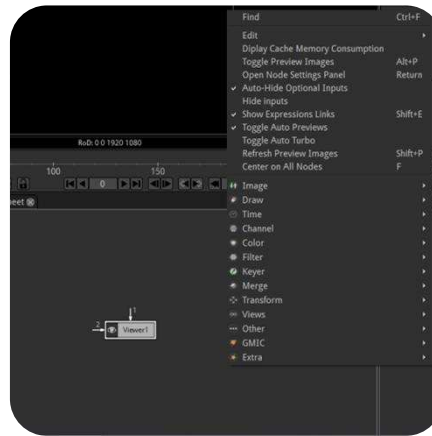 Find Ctrl+F
Edit
Diplay Cache Memory Consumption
Toggle Preview Images Alt+P
Open Node Settings Panel Return
Auto-Hide Optional Inputs
Hide inputs
Show Expressions Links Shift+E
Toggle Auto Previews
Toggle Auto Turbo
Refresh Preview Images Shift+P
Center on All Nodes F
RoD: 0 0 1920 1080
100 150
0
eet
Image
Draw
Time
Channel
Color
Filter
Keyer
Merge
Transform
Views
Other
GMIC
Extra
1
2 Viewer1